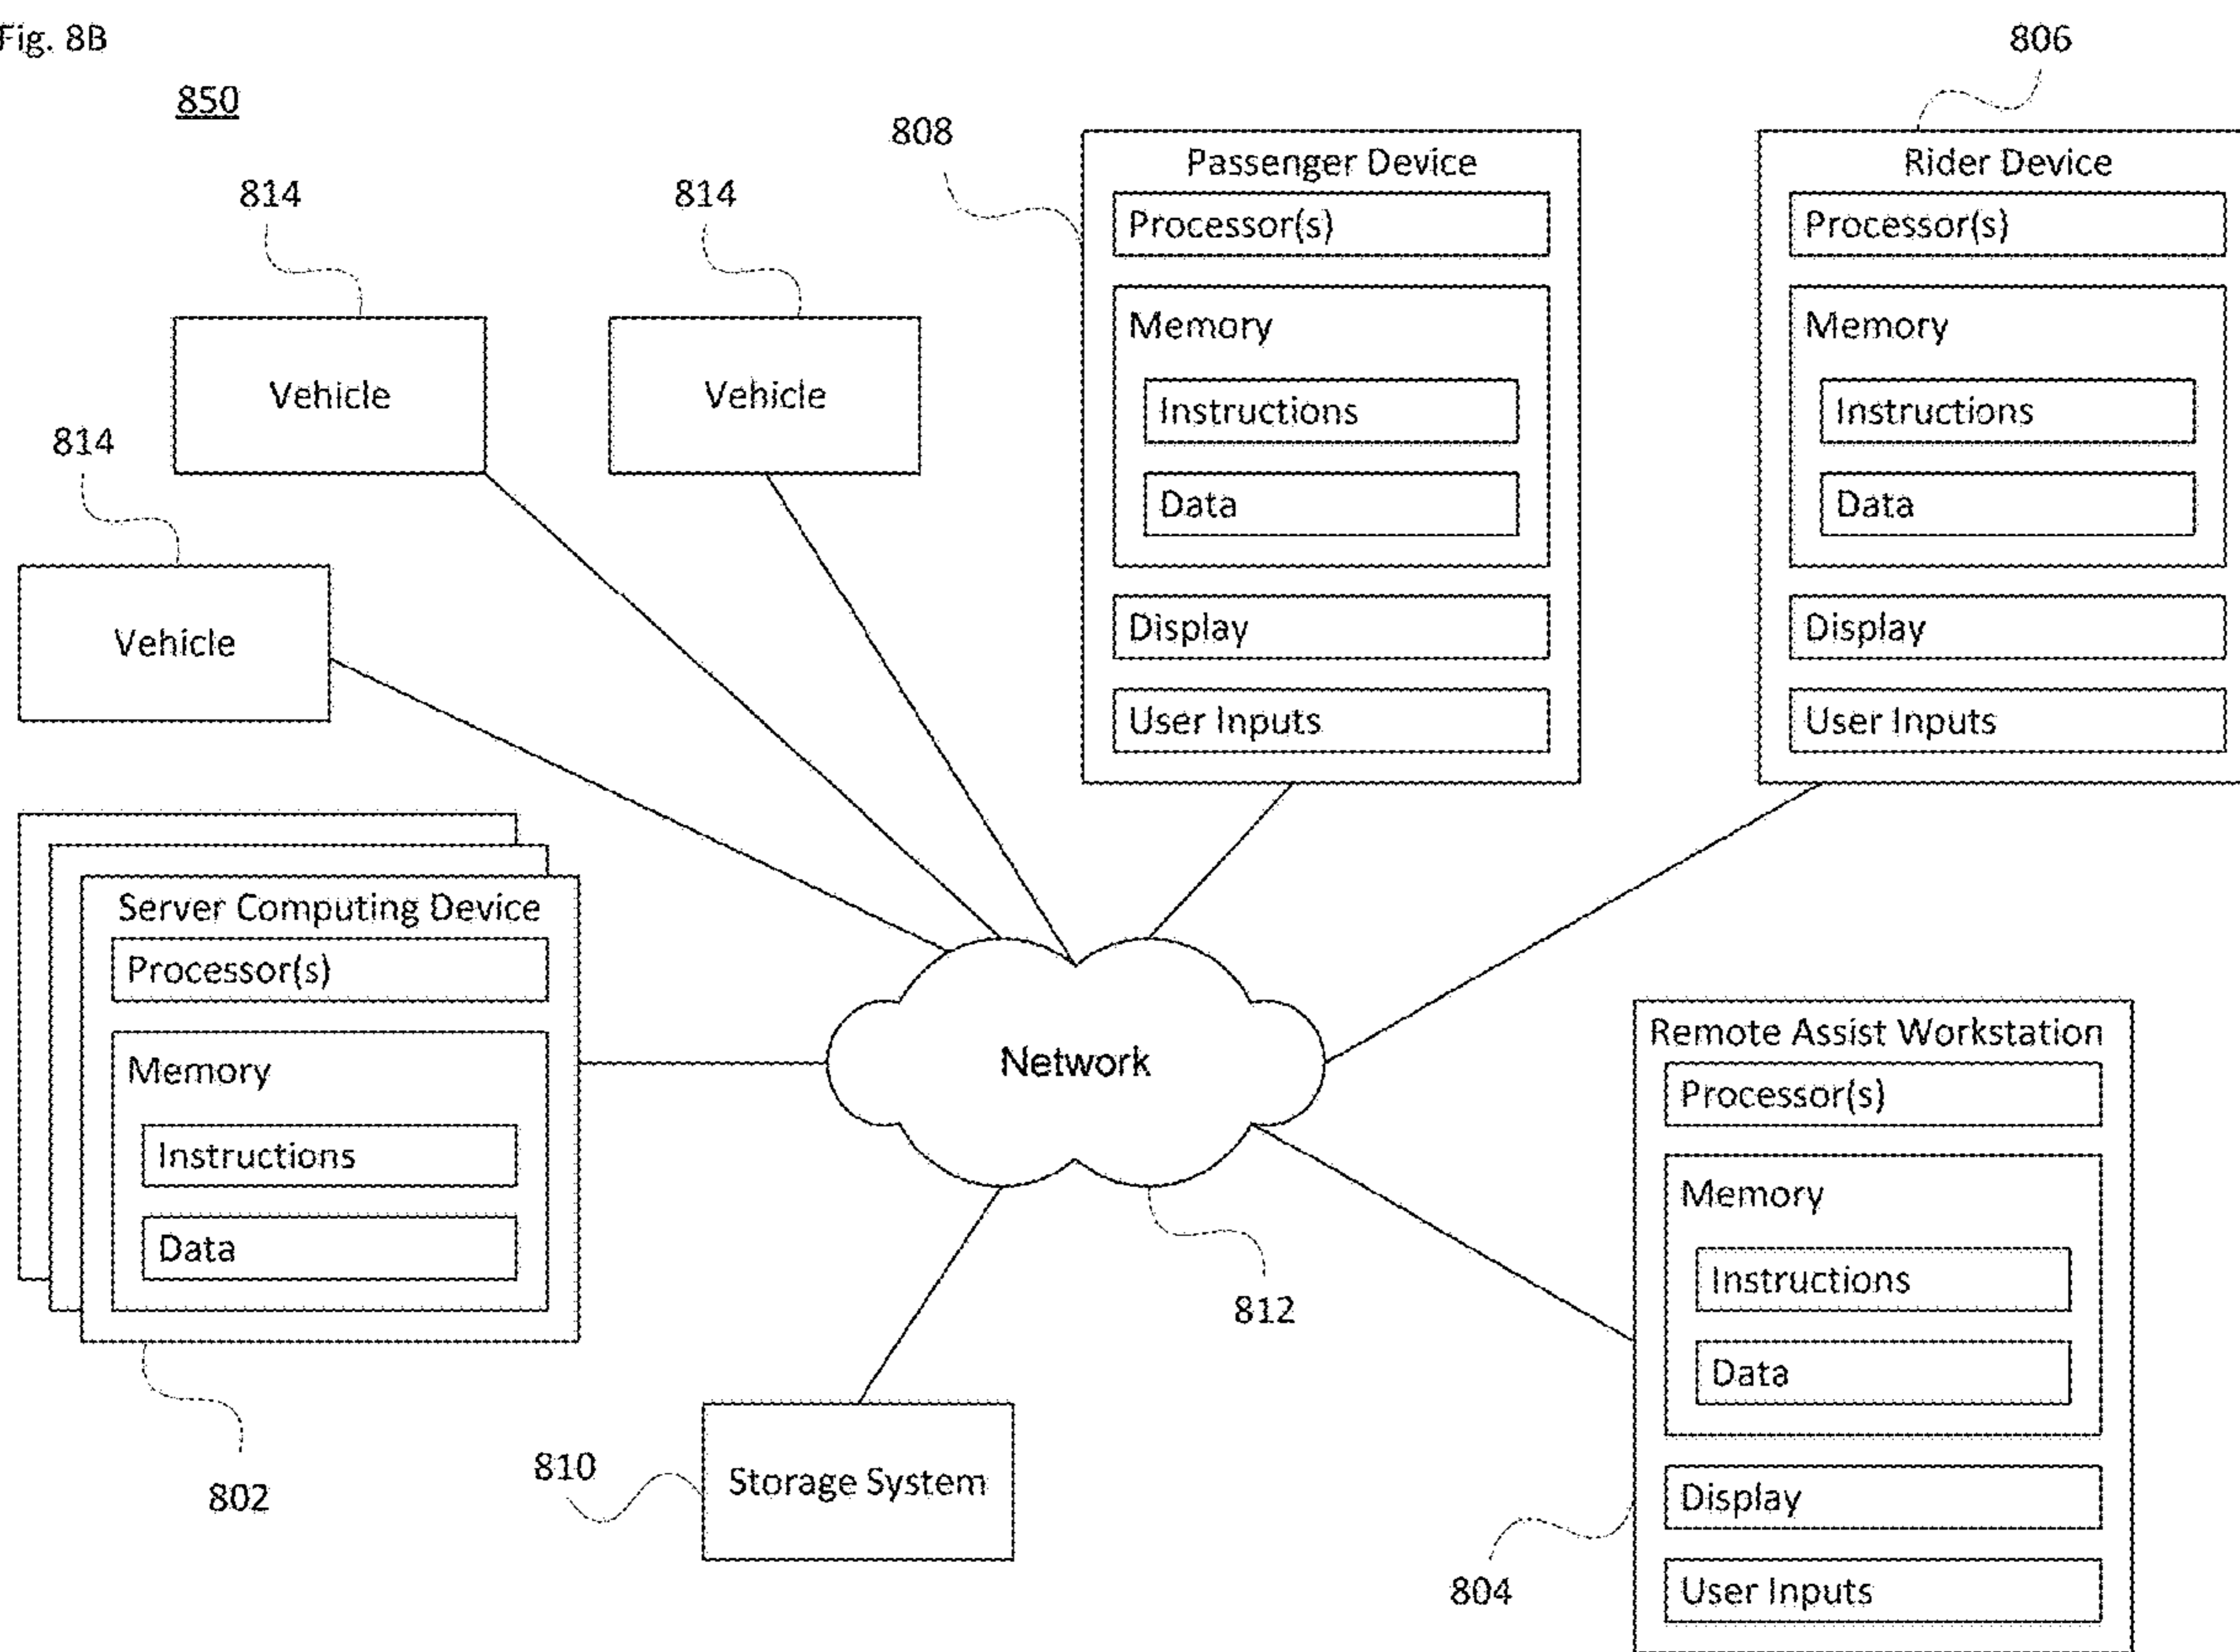 Fig. 8B
850
806
808
814
814
Passenger Device
Processor(s)
Memory
Instructions
Data
Display
User Inputs
Rider Device
Processor(s)
Memory
Instructions
Data
Display
User Inputs
Vehicle
Vehicle
814
Vehicle
Server Computing Device
Processor(s)
Memory
Instructions
Data
802
Network
812
Storage System
810
Remote Assist Workstation
Processor(s)
Memory
Instructions
Data
Display
User Inputs
804